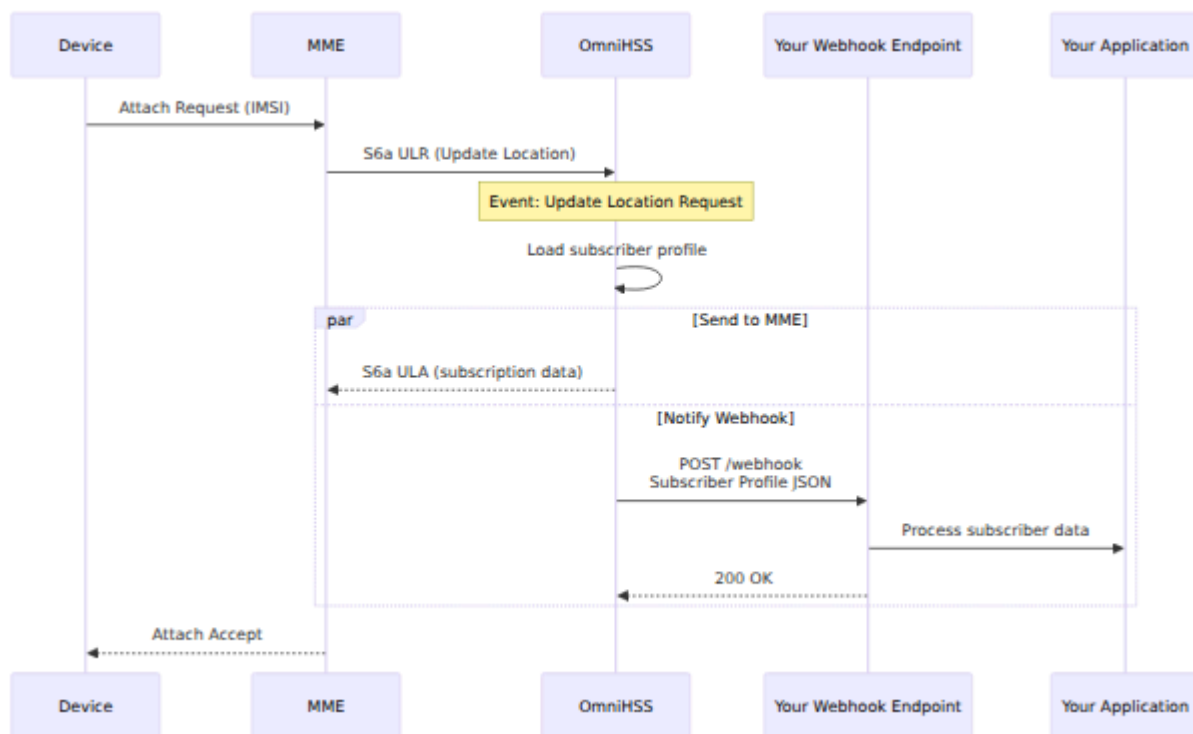 Device
MME
OmniHSS
Your Webhook Endpoint
Your Application
Attach Request (IMSI)
S6a ULR (Update Location)
Event: Update Location Request
Load subscriber profile
par
[Send to MME]
S6a ULA (subscription data)
[Notify Webhook]
POST /webhook
Subscriber Profile JSON
Process subscriber data
200 OK
Attach Accept
Device
MME
OmniHSS
Your Webhook Endpoint
Your Application